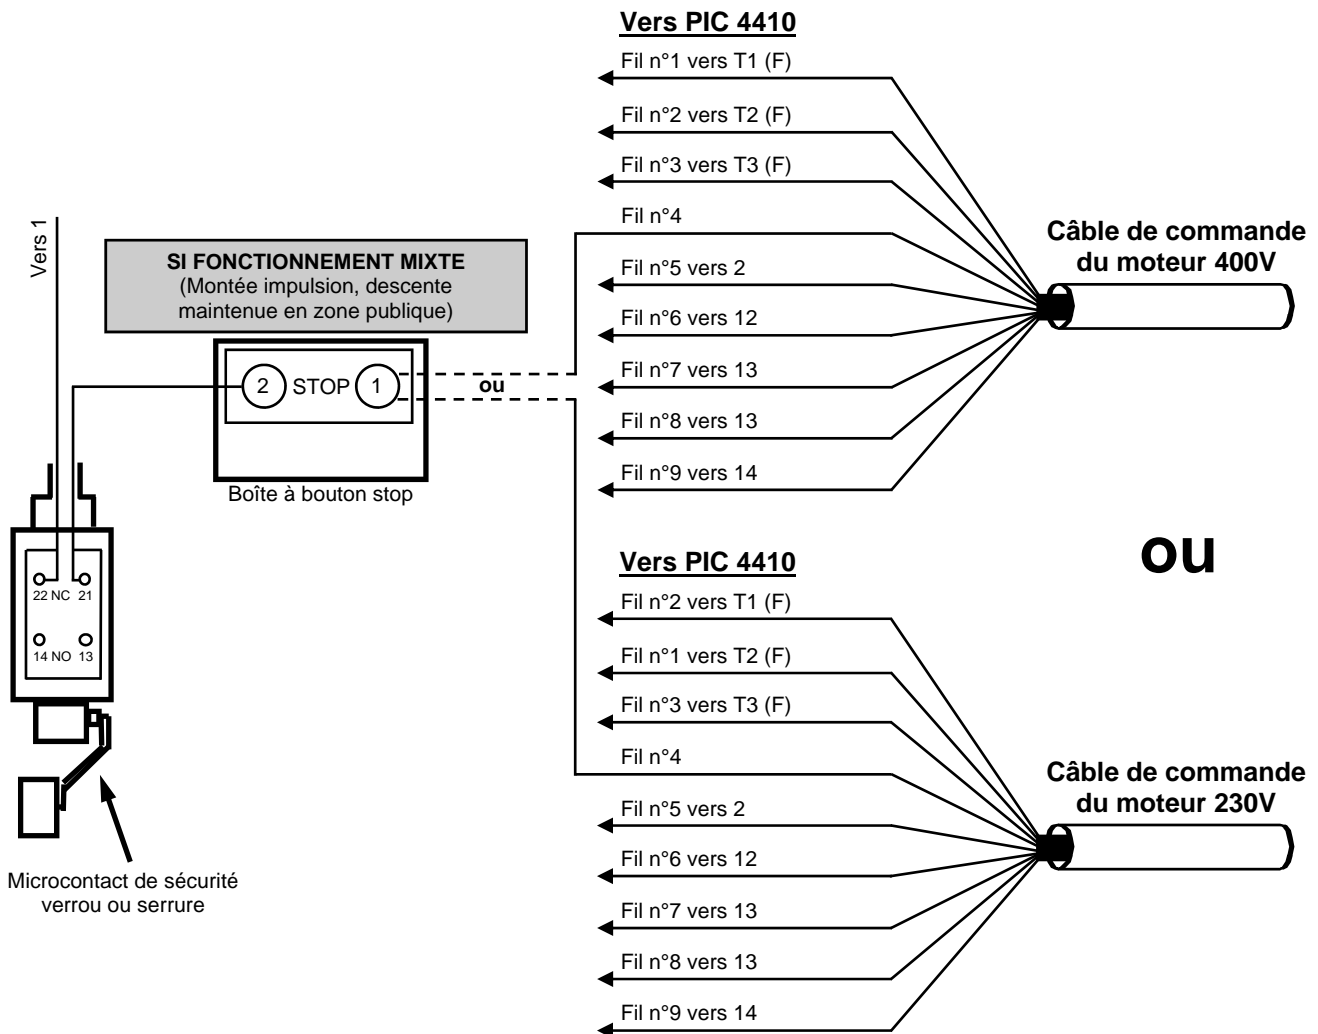 Vers PIC 4410
Fil n°1 vers T1 (F)
Fil n°2 vers T2 (F)
Fil n°3 vers T3 (F)
Fil n°4
Fil n°5 vers 2
Fil n°6 vers 12
Fil n°7 vers 13
Fil n°8 vers 13
Fil n°9 vers 14
Câble de commande
du moteur 400V
Vers 1
SI FONCTIONNEMENT MIXTE
(Montée impulsion, descente
maintenue en zone publique)
2 STOP 1
ou
Boîte à bouton stop
22 NC 21
14 NO 13
Microcontact de sécurité
verrou ou serrure
ou
Vers PIC 4410
Fil n°2 vers T1 (F)
Fil n°1 vers T2 (F)
Fil n°3 vers T3 (F)
Fil n°4
Fil n°5 vers 2
Fil n°6 vers 12
Fil n°7 vers 13
Fil n°8 vers 13
Fil n°9 vers 14
Câble de commande
du moteur 230V